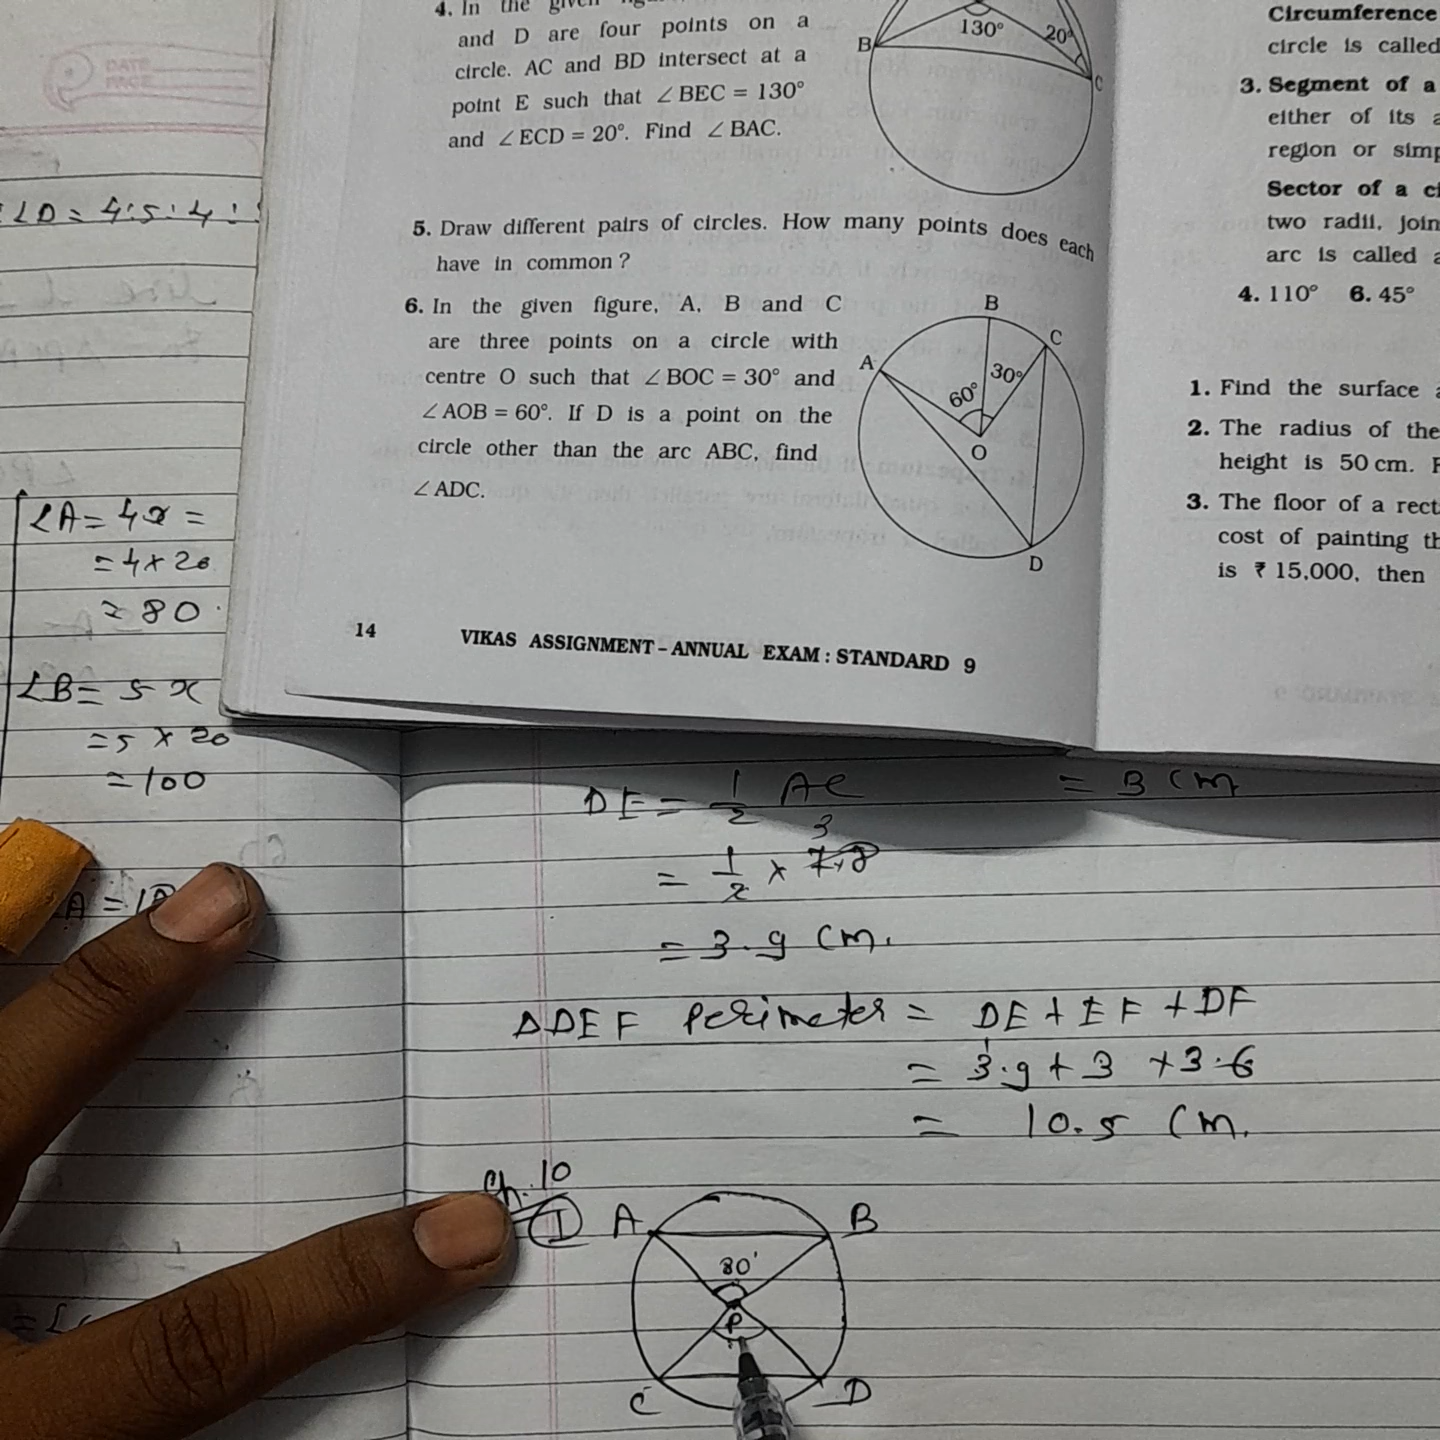 4. In the given
and D are four points on a
circle. AC and BD intersect at a
point E such that ∠BEC = 130°
and ∠ECD = 20°. Find ∠BAC.
B
130°
20°
C
5. Draw different pairs of circles. How many points does each
have in common ?
6. In the given figure, A, B and C
are three points on a circle with
centre O such that ∠BOC = 30° and
∠AOB = 60°. If D is a point on the
circle other than the arc ABC, find
∠ADC.
B
C
A
60°
30°
O
D
14
VIKAS ASSIGNMENT – ANNUAL EXAM : STANDARD 9
Circumference
circle is called
3. Segment of a
either of its
region or
Sector of a
two radii, join
arc is called
4. 110° 6. 45°
1. Find the surface
2. The radius of the
height is 50 cm.
3. The floor of a
cost of painting
is ₹ 15,000, then
DATE
PAGE
∠D = 4:5:4:
∠A = 4x =
= 4 × 20
= 80
∠B = 5 x
= 5 × 20
= 100
DE = 1/2 AC
= 3 cm
= 1/2 × 7.8
= 3.9 cm.
ΔDEF Perimeter = DE + EF + DF
= 3.9 + 3 + 3.6
= 10.5 cm.
Ch. 10
I
A
B
80°
P
C
D